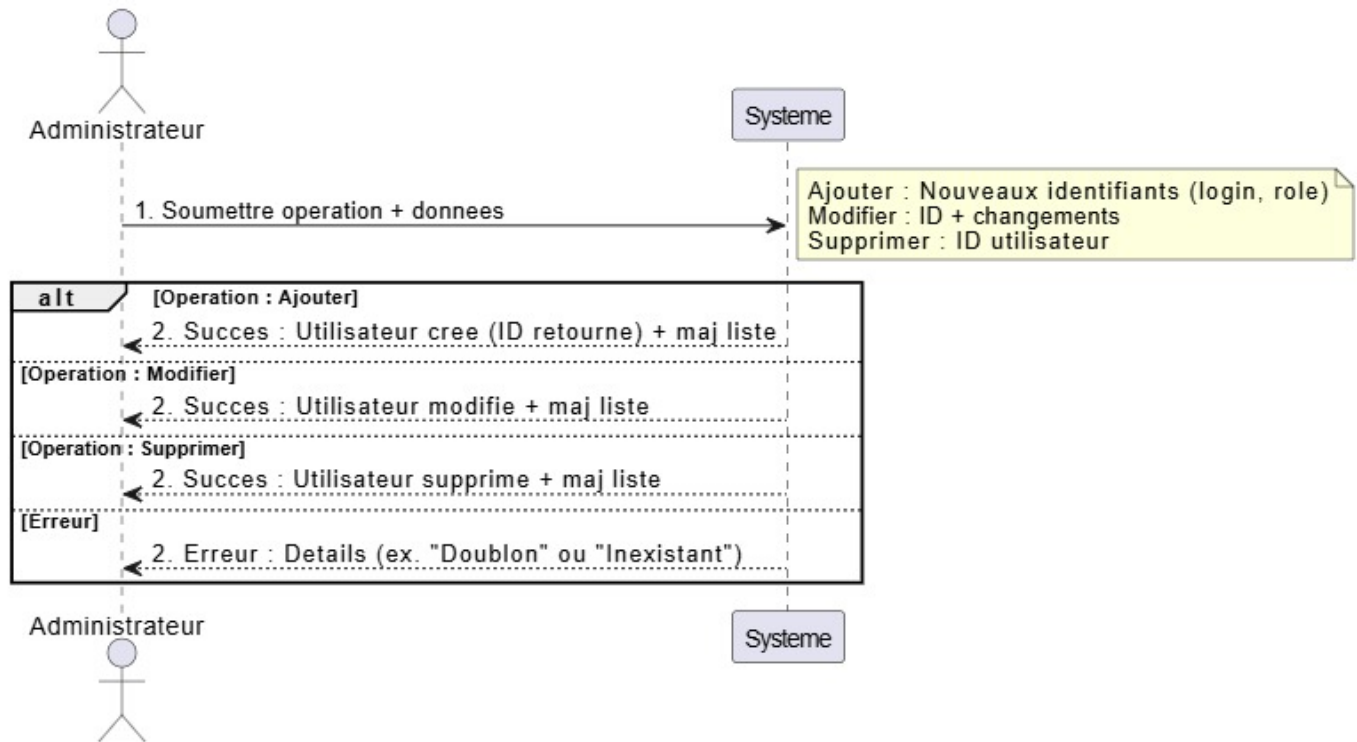 Administrateur
Systeme
1. Soumettre operation + donnees
Ajouter : Nouveaux identifiants (login, role)
Modifier : ID + changements
Supprimer : ID utilisateur
alt [Operation : Ajouter]
2. Succes : Utilisateur cree (ID retourne) + maj liste
[Operation : Modifier]
2. Succes : Utilisateur modifie + maj liste
[Operation : Supprimer]
2. Succes : Utilisateur supprime + maj liste
[Erreur]
2. Erreur : Details (ex. "Doublon" ou "Inexistant")
Administrateur
Systeme